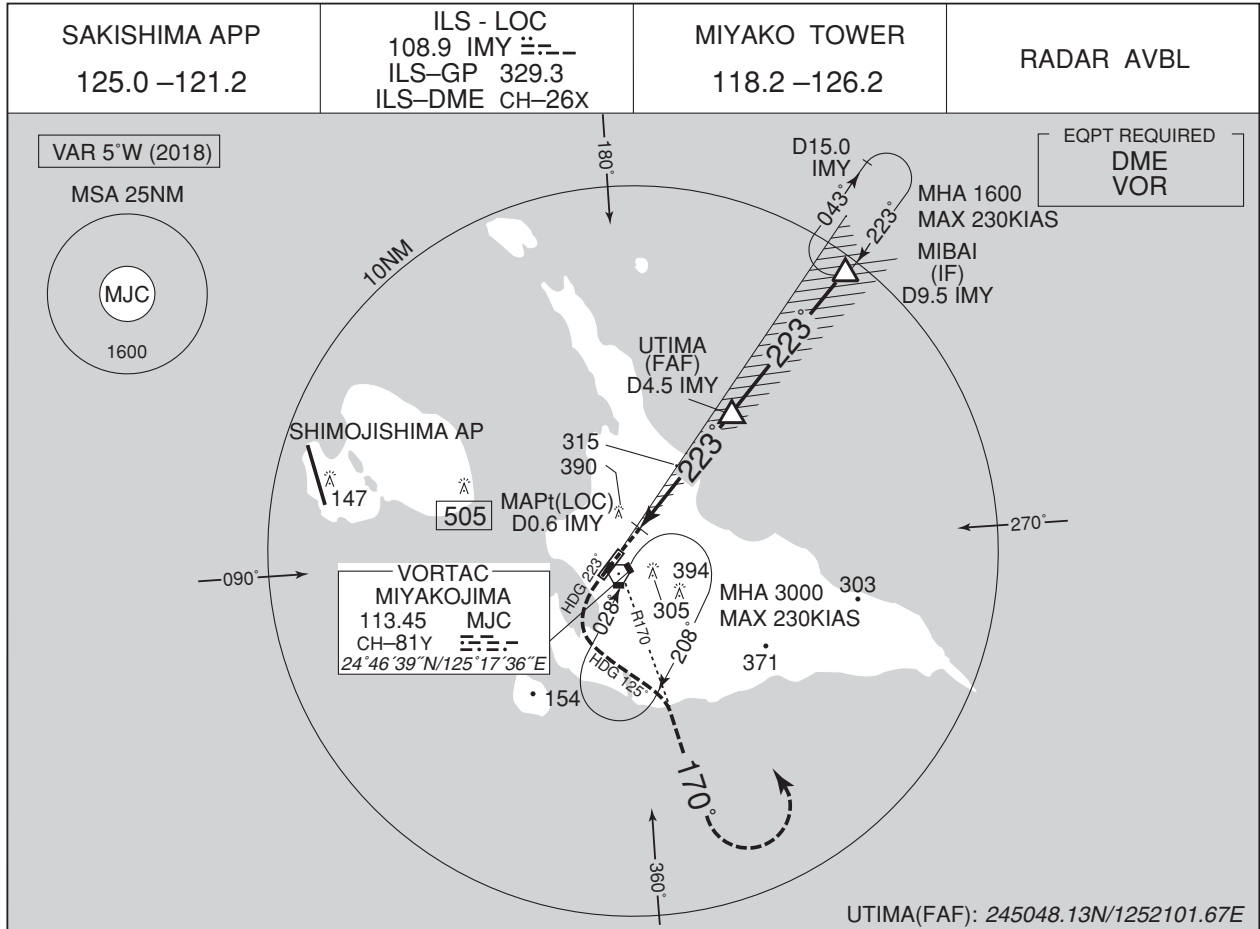 SAKISHIMA APP
125.0 –121.2
ILS - LOC
108.9 IMY
ILS–GP 329.3
ILS–DME CH–26X
MIYAKO TOWER
118.2 –126.2
RADAR AVBL
VAR 5°W (2018)
MSA 25NM
MJC
1600
180°
D15.0
IMY
EQPT REQUIRED
DME
VOR
043°
223°
MHA 1600
MAX 230KIAS
MIBAI
(IF)
D9.5 IMY
10NM
223°
UTIMA
(FAF)
D4.5 IMY
223°
SHIMOJISHIMA AP
147
505
315
390
MAPt(LOC)
D0.6 IMY
270°
090°
VORTAC
MIYAKOJIMA
113.45 MJC
CH–81Y
24°46´39˝N/125°17´36˝E
HDG 223°
028°
R170
305
394
208°
MHA 3000
MAX 230KIAS
303
371
HDG 125°
154
170°
360°
UTIMA(FAF): 245048.13N/1252101.67E